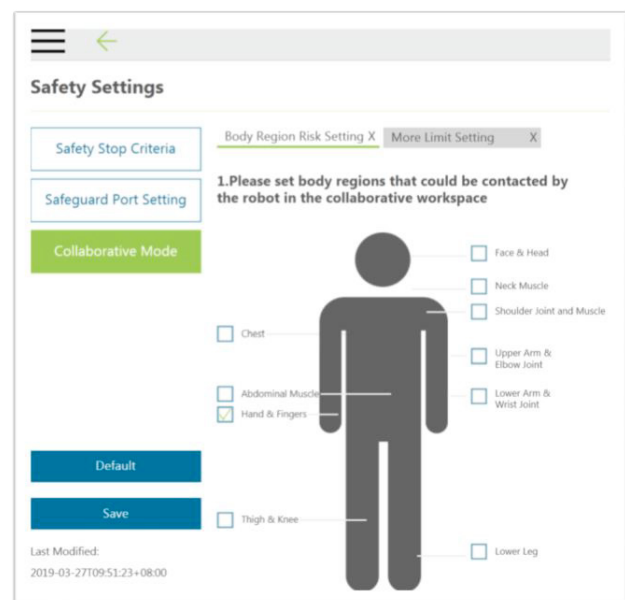 Safety Settings
Safety Stop Criteria
Safeguard Port Setting
Collaborative Mode
Default
Save
Last Modified:
2019-03-27T09:51:23+08:00
Body Region Risk Setting X
More Limit Setting X
1.Please set body regions that could be contacted by
the robot in the collaborative workspace
Face & Head
Neck Muscle
Shoulder Joint and Muscle
Chest
Upper Arm &
Elbow Joint
Abdominal Muscle
Lower Arm &
Wrist Joint
Hand & Fingers
Thigh & Knee
Lower Leg